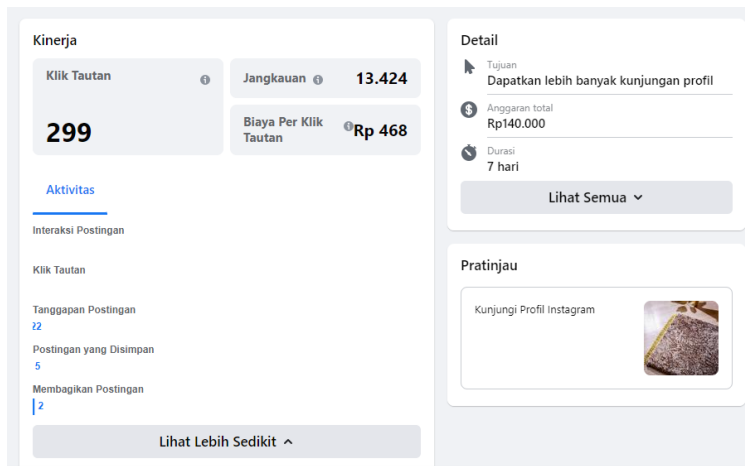 Kinerja
Klik Tautan
299
Jangkauan
13.424
Biaya Per Klik
Tautan
Rp 468
Aktivitas
Interaksi Postingan
Klik Tautan
Tanggapan Postingan
22
Postingan yang Disimpan
5
Membagikan Postingan
2
Lihat Lebih Sedikit
Detail
Tujuan
Dapatkan lebih banyak kunjungan profil
Anggaran total
Rp140.000
Durasi
7 hari
Lihat Semua
Pratinjau
Kunjungi Profil Instagram